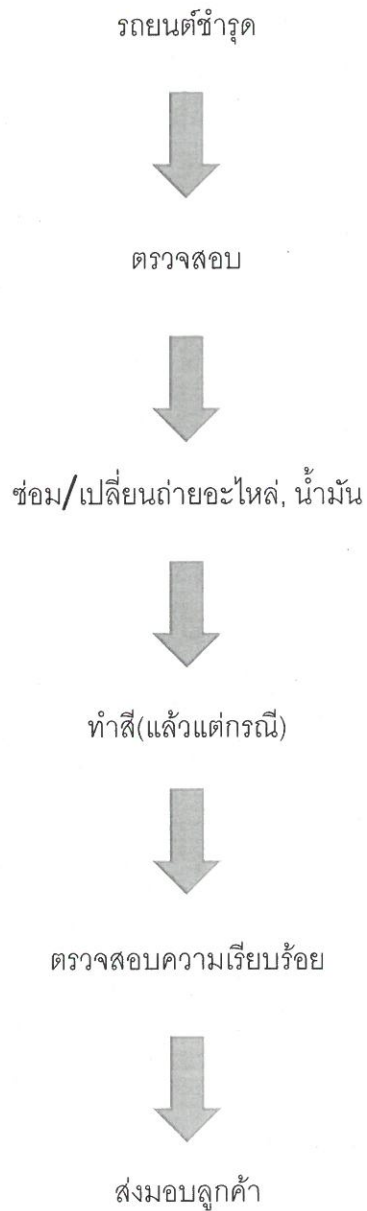 รถยนต์ชำรุด
ตรวจสอบ
ซ่อม/เปลี่ยนถ่ายอะไหล่, น้ำมัน
ทำสี(แล้วแต่กรณี)
ตรวจสอบความเรียบร้อย
ส่งมอบลูกค้า